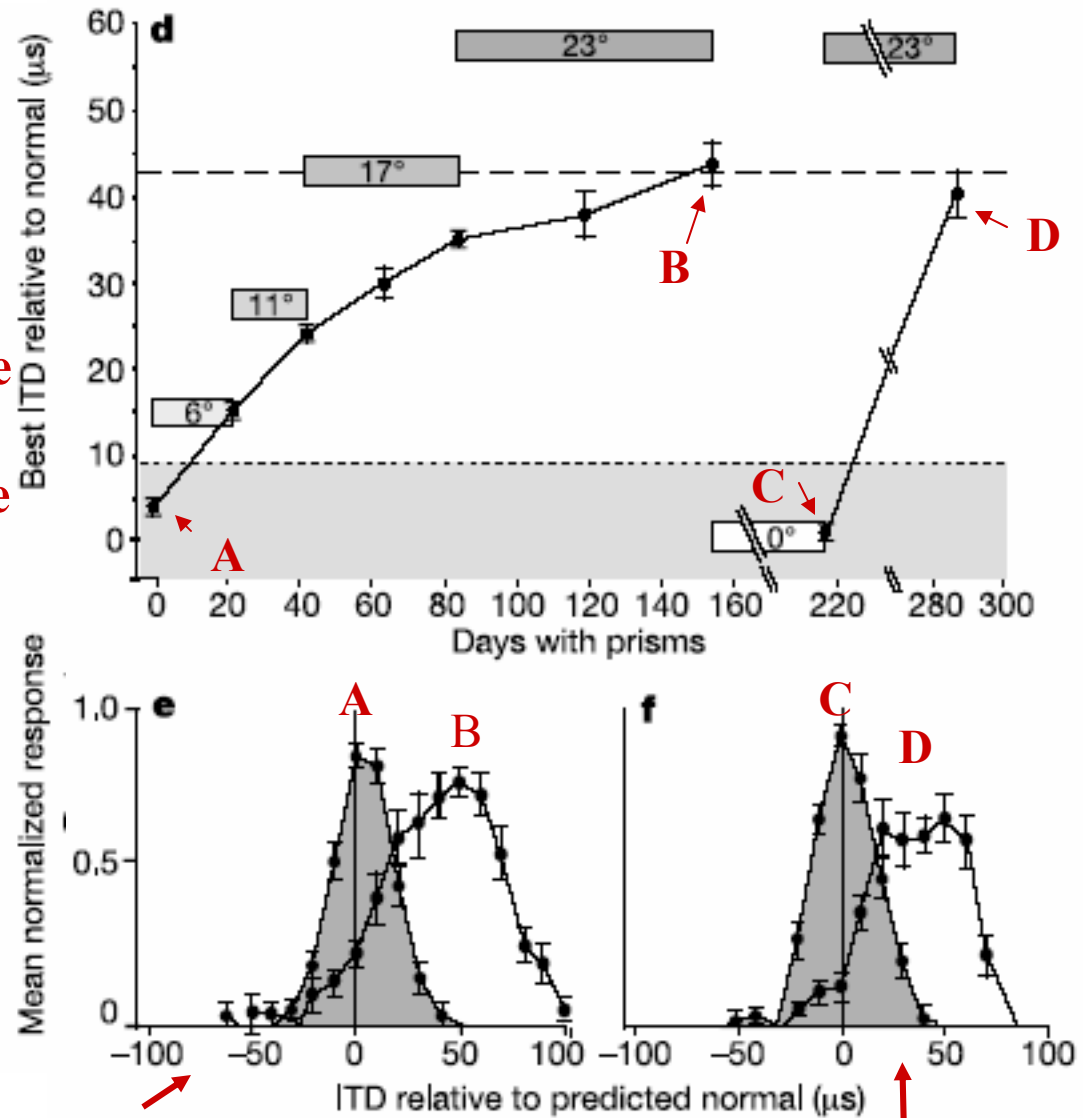 d
60
50
40
30
20
10
0
Best ITD relative to normal (μs)
e
e
23°
23°
17°
11°
6°
0°
A
B
C
D
0 20 40 60 80 100 120 140 160 220 280 300
Days with prisms
e
f
A
B
C
D
1,0
0,5
0
Mean normalized response
–100 –50 0 50 100
–100 –50 0 50 100
ITD relative to predicted normal (μs)